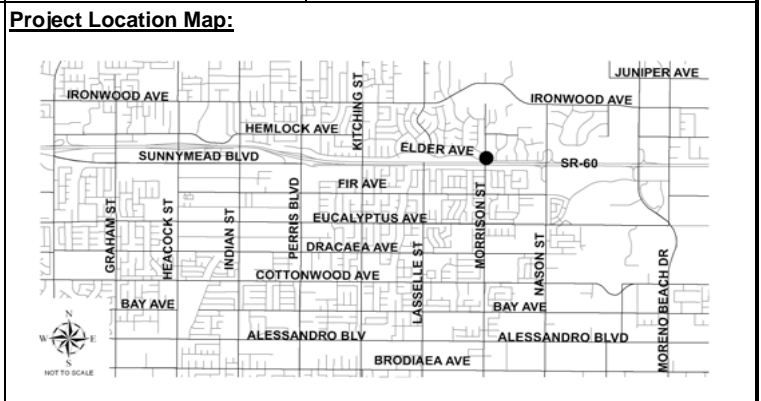 Project Location Map:
JUNIPER AVE
IRONWOOD AVE
IRONWOOD AVE
KITCHING ST
HEMLOCK AVE
ELDER AVE
SUNNYMEAD BLVD
SR-60
FIR AVE
EUCALYPTUS AVE
DRACAEA AVE
COTTONWOOD AVE
GRAHAM ST
HEACOCK ST
INDIAN ST
PERRIS BLVD
LASSELLE ST
MORRISON ST
NASON ST
MORENO BEACH DR
BAY AVE
BAY AVE
ALESSANDRO BLV
ALESSANDRO BLVD
BRODIAEA AVE
N
W E
S
NOT TO SCALE